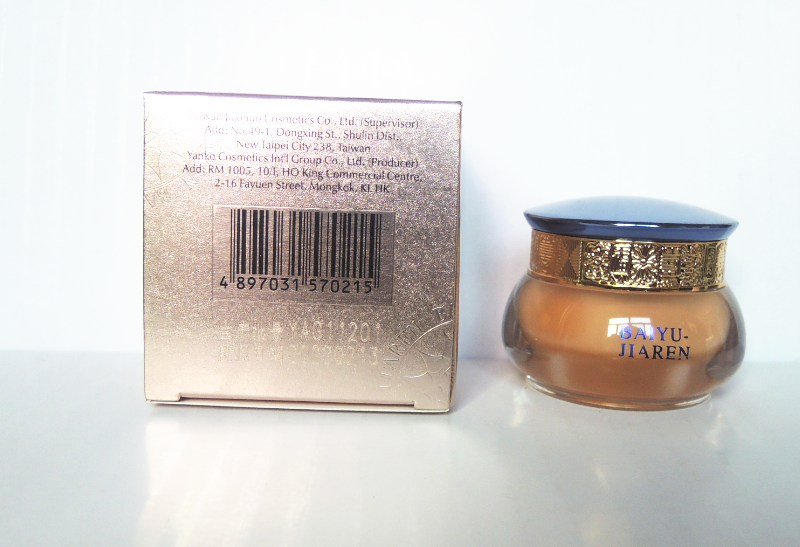 Cosmetics Co., Ltd. (Supervisor)
Add: No.49-1, Dongxing St., Shulin Dist.,
New Taipei City 238, Taiwan
Yanko Cosmetics Int'l Group Co., Ltd. (Producer)
Add: RM 1005, 10/F, HO King Commercial Centre,
2-16 Fayuen Street, Mongkok, KL HK
4 897031 570215
BAIYU-
JIAREN